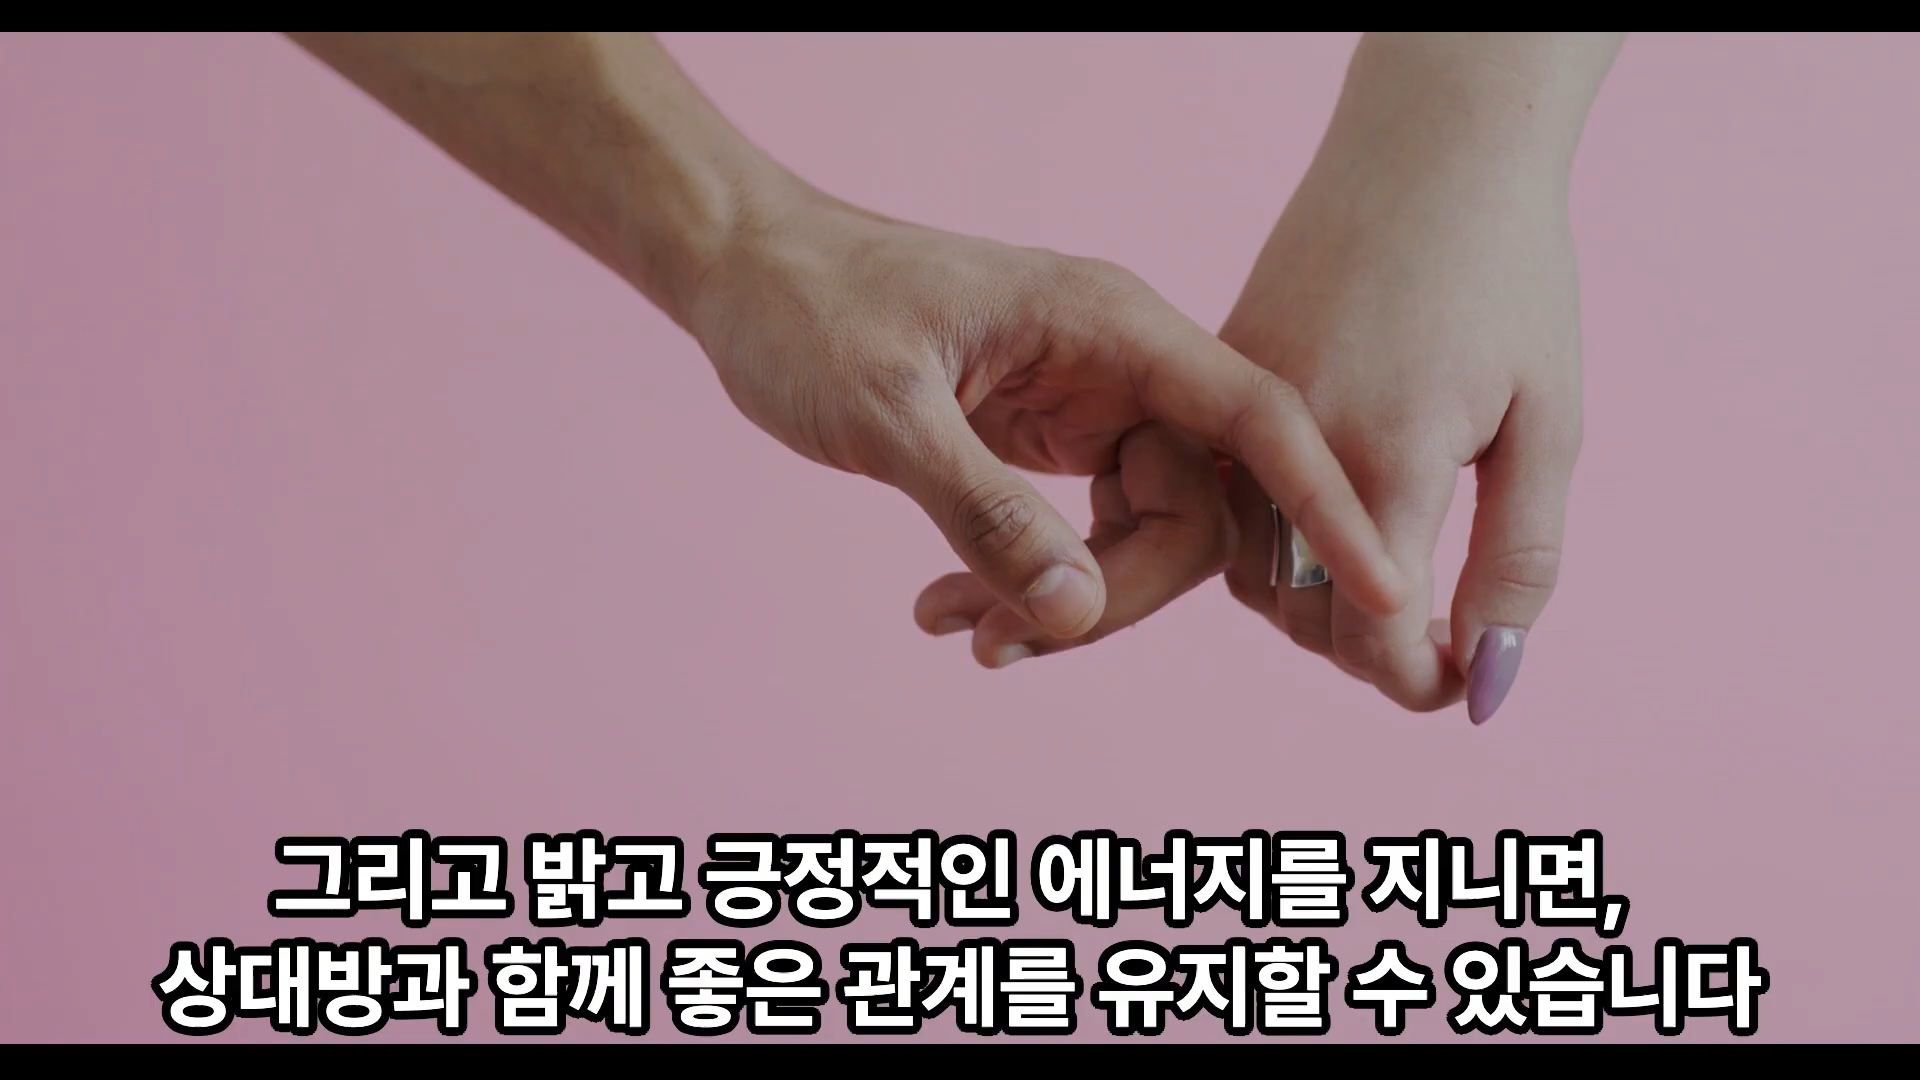 그리고 밝고 긍정적인 에너지를 지니면,
상대방과 함께 좋은 관계를 유지할 수 있습니다